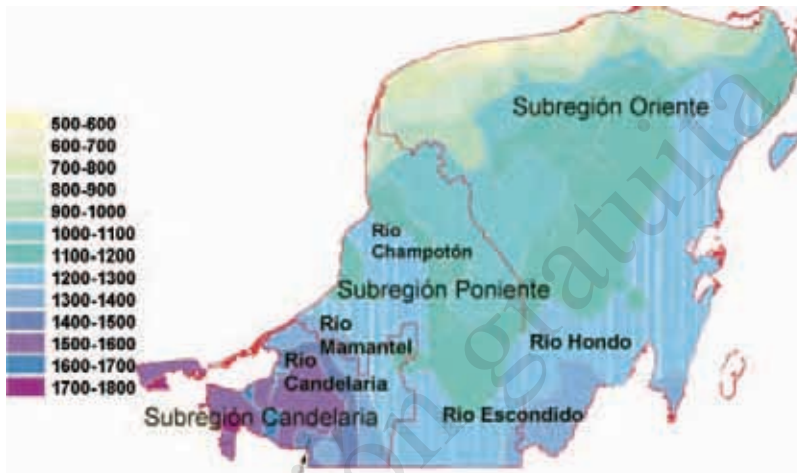 Subregión Oriente
500-600
600-700
700-800
800-900
900-1000
1000-1100
1100-1200
1200-1300
1300-1400
1400-1500
1500-1600
1600-1700
1700-1800
Río
Champotón
Subregión Poniente
Río
Mamantel
Río Hondo
Río
Candelaria
Subregión Candelaria
Río Escondido
gratuita